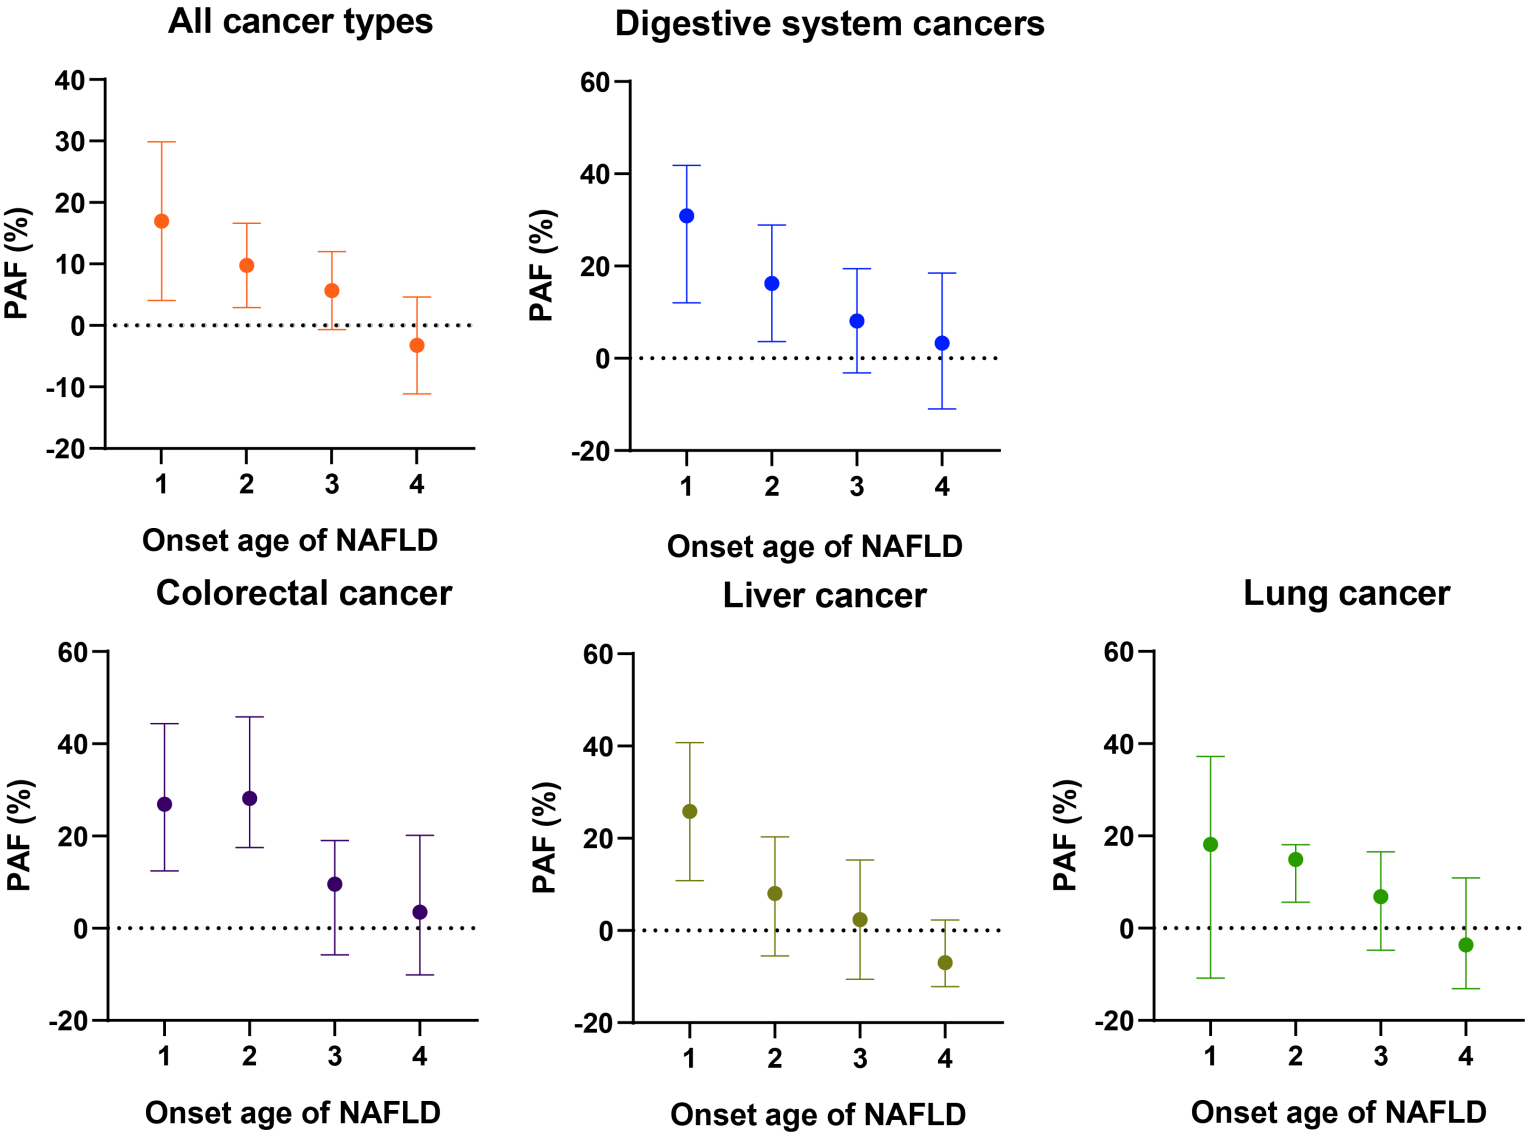 All cancer types
PAF (%)
40
30
20
10
0
-10
-20
1 2 3 4
Onset age of NAFLD
Digestive system cancers
PAF (%)
60
40
20
0
-20
1 2 3 4
Onset age of NAFLD
Colorectal cancer
PAF (%)
60
40
20
0
-20
1 2 3 4
Onset age of NAFLD
Liver cancer
PAF (%)
60
40
20
0
-20
1 2 3 4
Onset age of NAFLD
Lung cancer
PAF (%)
60
40
20
0
-20
1 2 3 4
Onset age of NAFLD